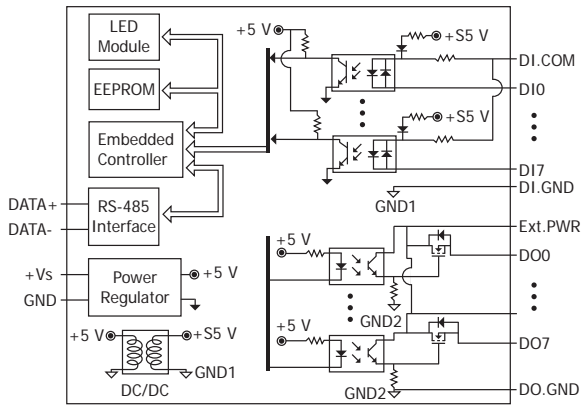 LED
Module
+5 V
+S5 V
DI.COM
EEPROM
DI0
Embedded
Controller
+S5 V
DI7
DATA+
DATA-
RS-485
Interface
DI.GND
GND1
Ext.PWR
+Vs
GND
Power
Regulator
+5 V
+5 V
DO0
GND2
+5 V
+S5 V
GND1
DC/DC
+5 V
DO7
GND2
DO.GND